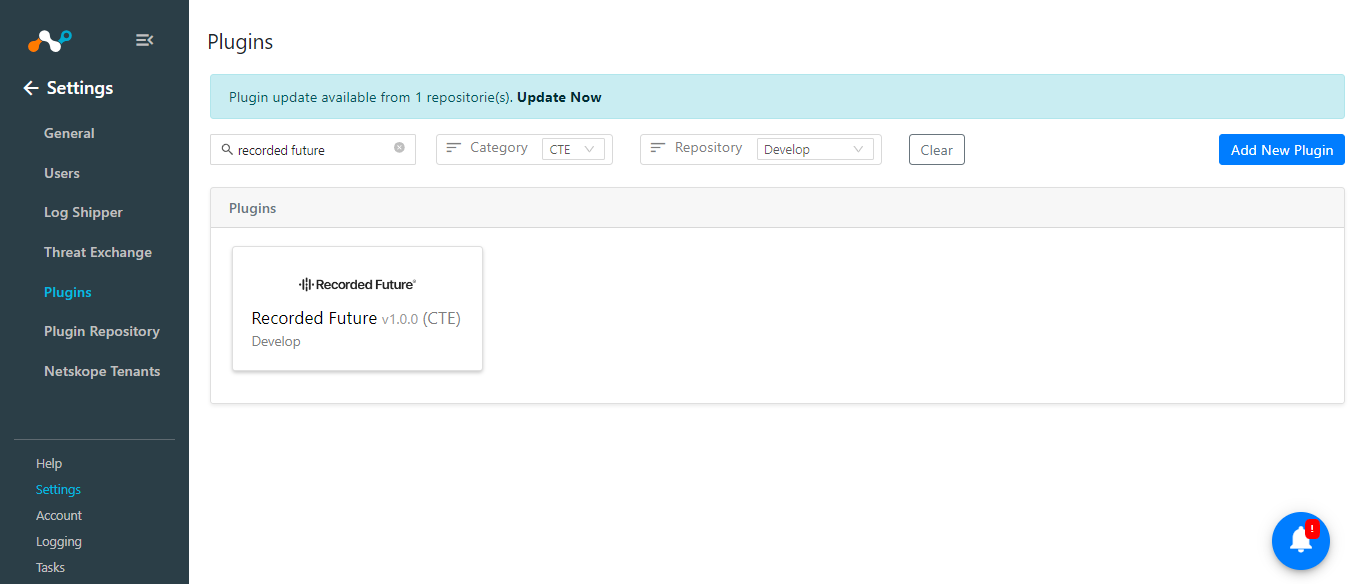 Settings
General
Users
Log Shipper
Threat Exchange
Plugins
Plugin Repository
Netskope Tenants
Help
Settings
Account
Logging
Tasks
Plugins
Plugin update available from 1 repositorie(s). Update Now
recorded future
Category CTE
Repository Develop
Clear
Add New Plugin
Plugins
Recorded Future®
Recorded Future v1.0.0 (CTE)
Develop
!